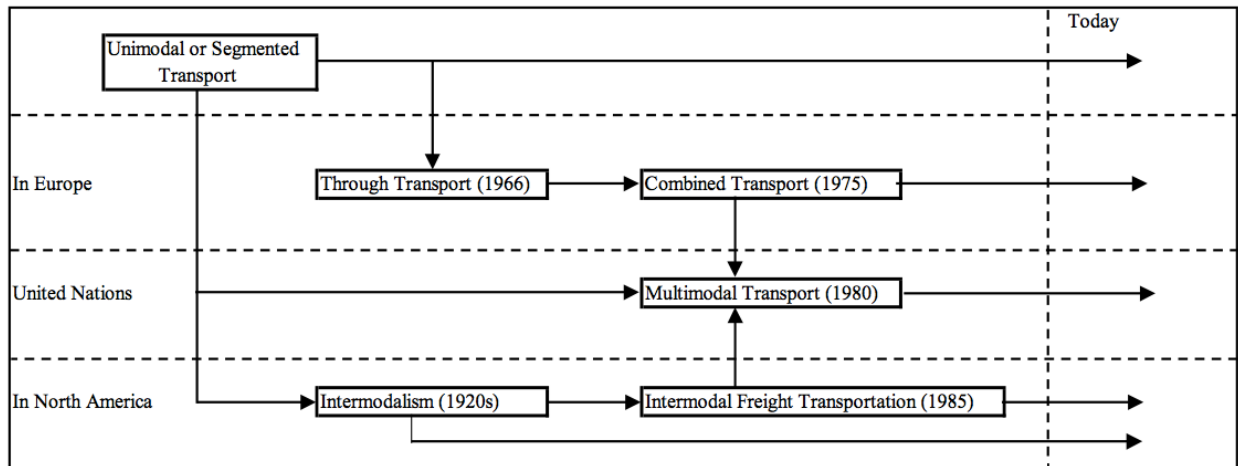 Today
Unimodal or Segmented
Transport
In Europe
Through Transport (1966)
Combined Transport (1975)
United Nations
Multimodal Transport (1980)
In North America
Intermodalism (1920s)
Intermodal Freight Transportation (1985)